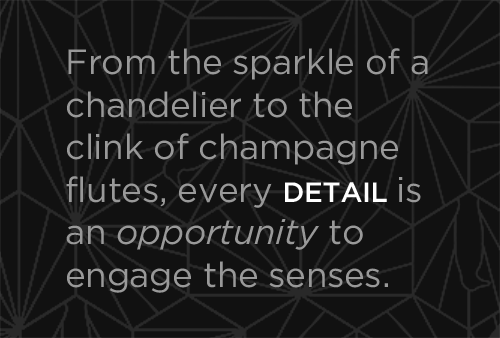 From the sparkle of a
chandelier to the
clink of champagne
flutes, every DETAIL is
an opportunity to
engage the senses.